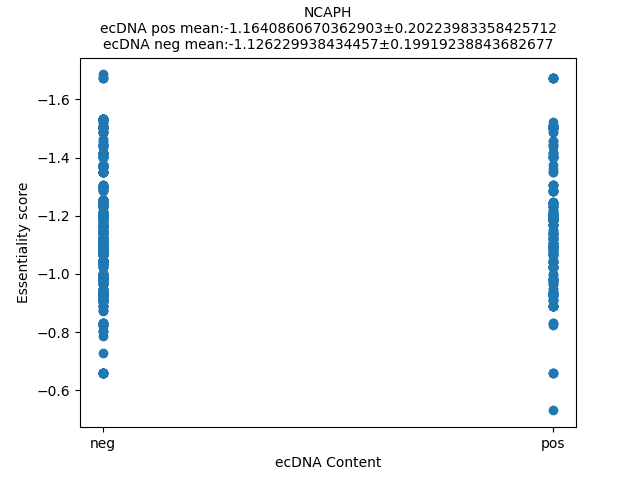 NCAPH
ecDNA pos mean:-1.1640860670362903±0.20223983358425712
ecDNA neg mean:-1.126229938434457±0.19919238843682677
−1.6
−1.4
−1.2
−1.0
−0.8
−0.6
Essentiality score
neg
pos
ecDNA Content